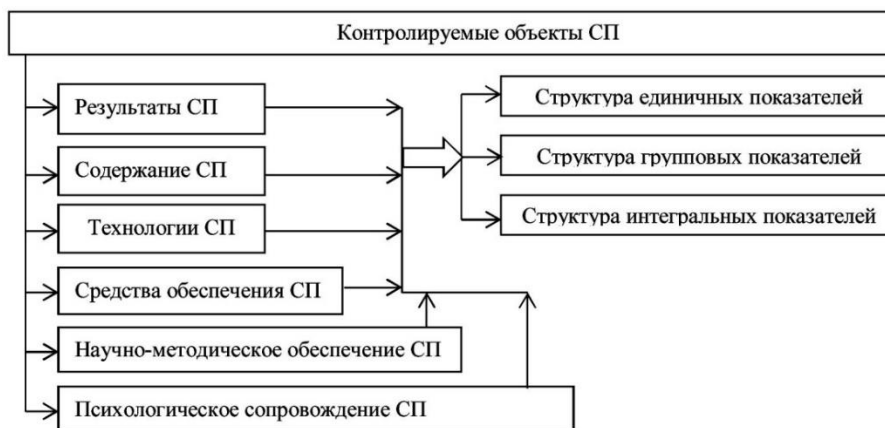 Контролируемые объекты СП
Результаты СП
Содержание СП
Технологии СП
Средства обеспечения СП
Научно-методическое обеспечение СП
Психологическое сопровождение СП
Структура единичных показателей
Структура групповых показателей
Структура интегральных показателей